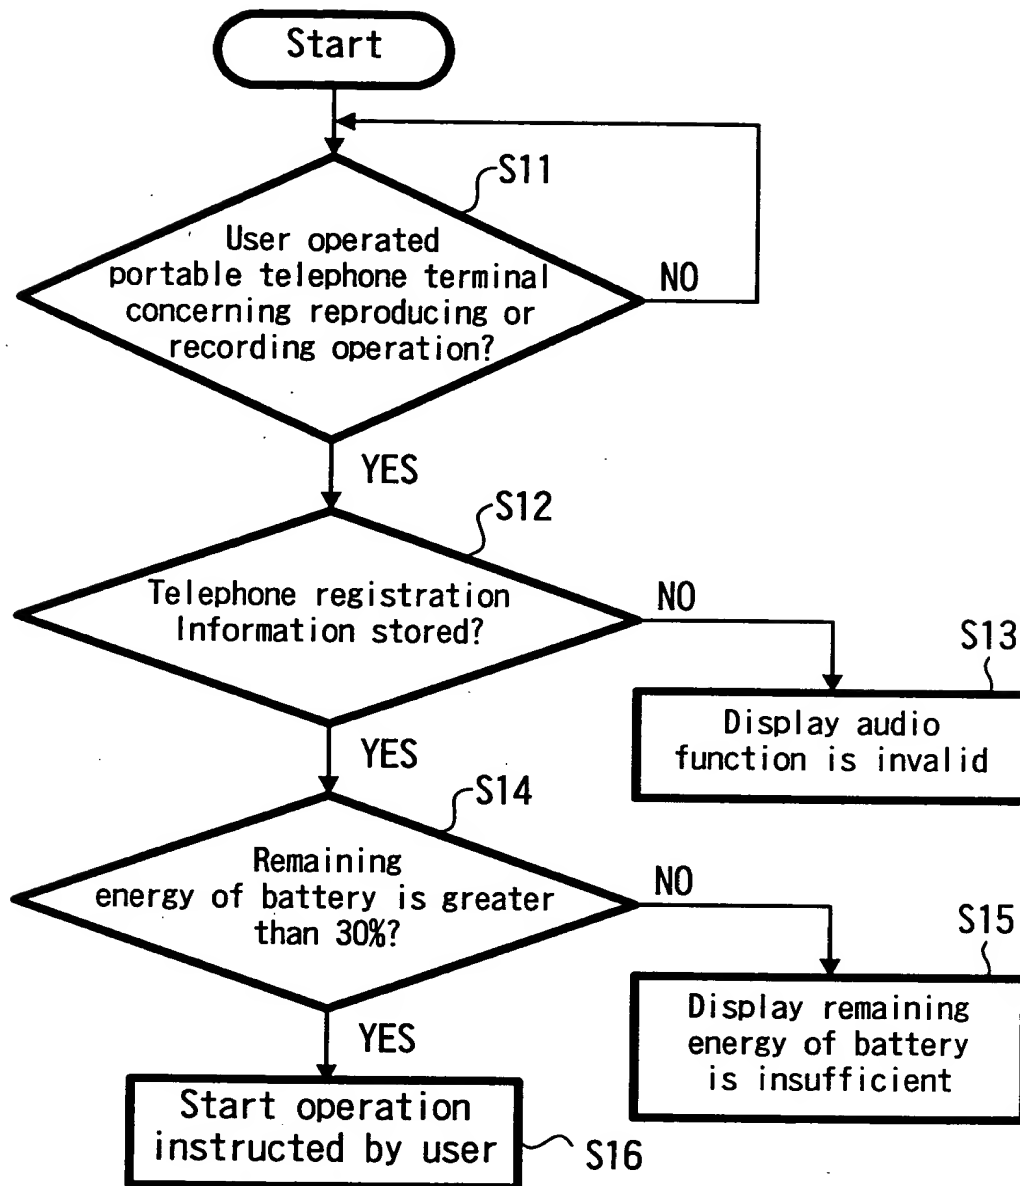 Start
S11
User operated
portable telephone terminal
concerning reproducing or
recording operation?
NO
YES
S12
Telephone registration
Information stored?
NO
S13
Display audio
function is invalid
YES
S14
Remaining
energy of battery is greater
than 30%?
NO
S15
Display remaining
energy of battery
is insufficient
YES
Start operation
instructed by user
S16